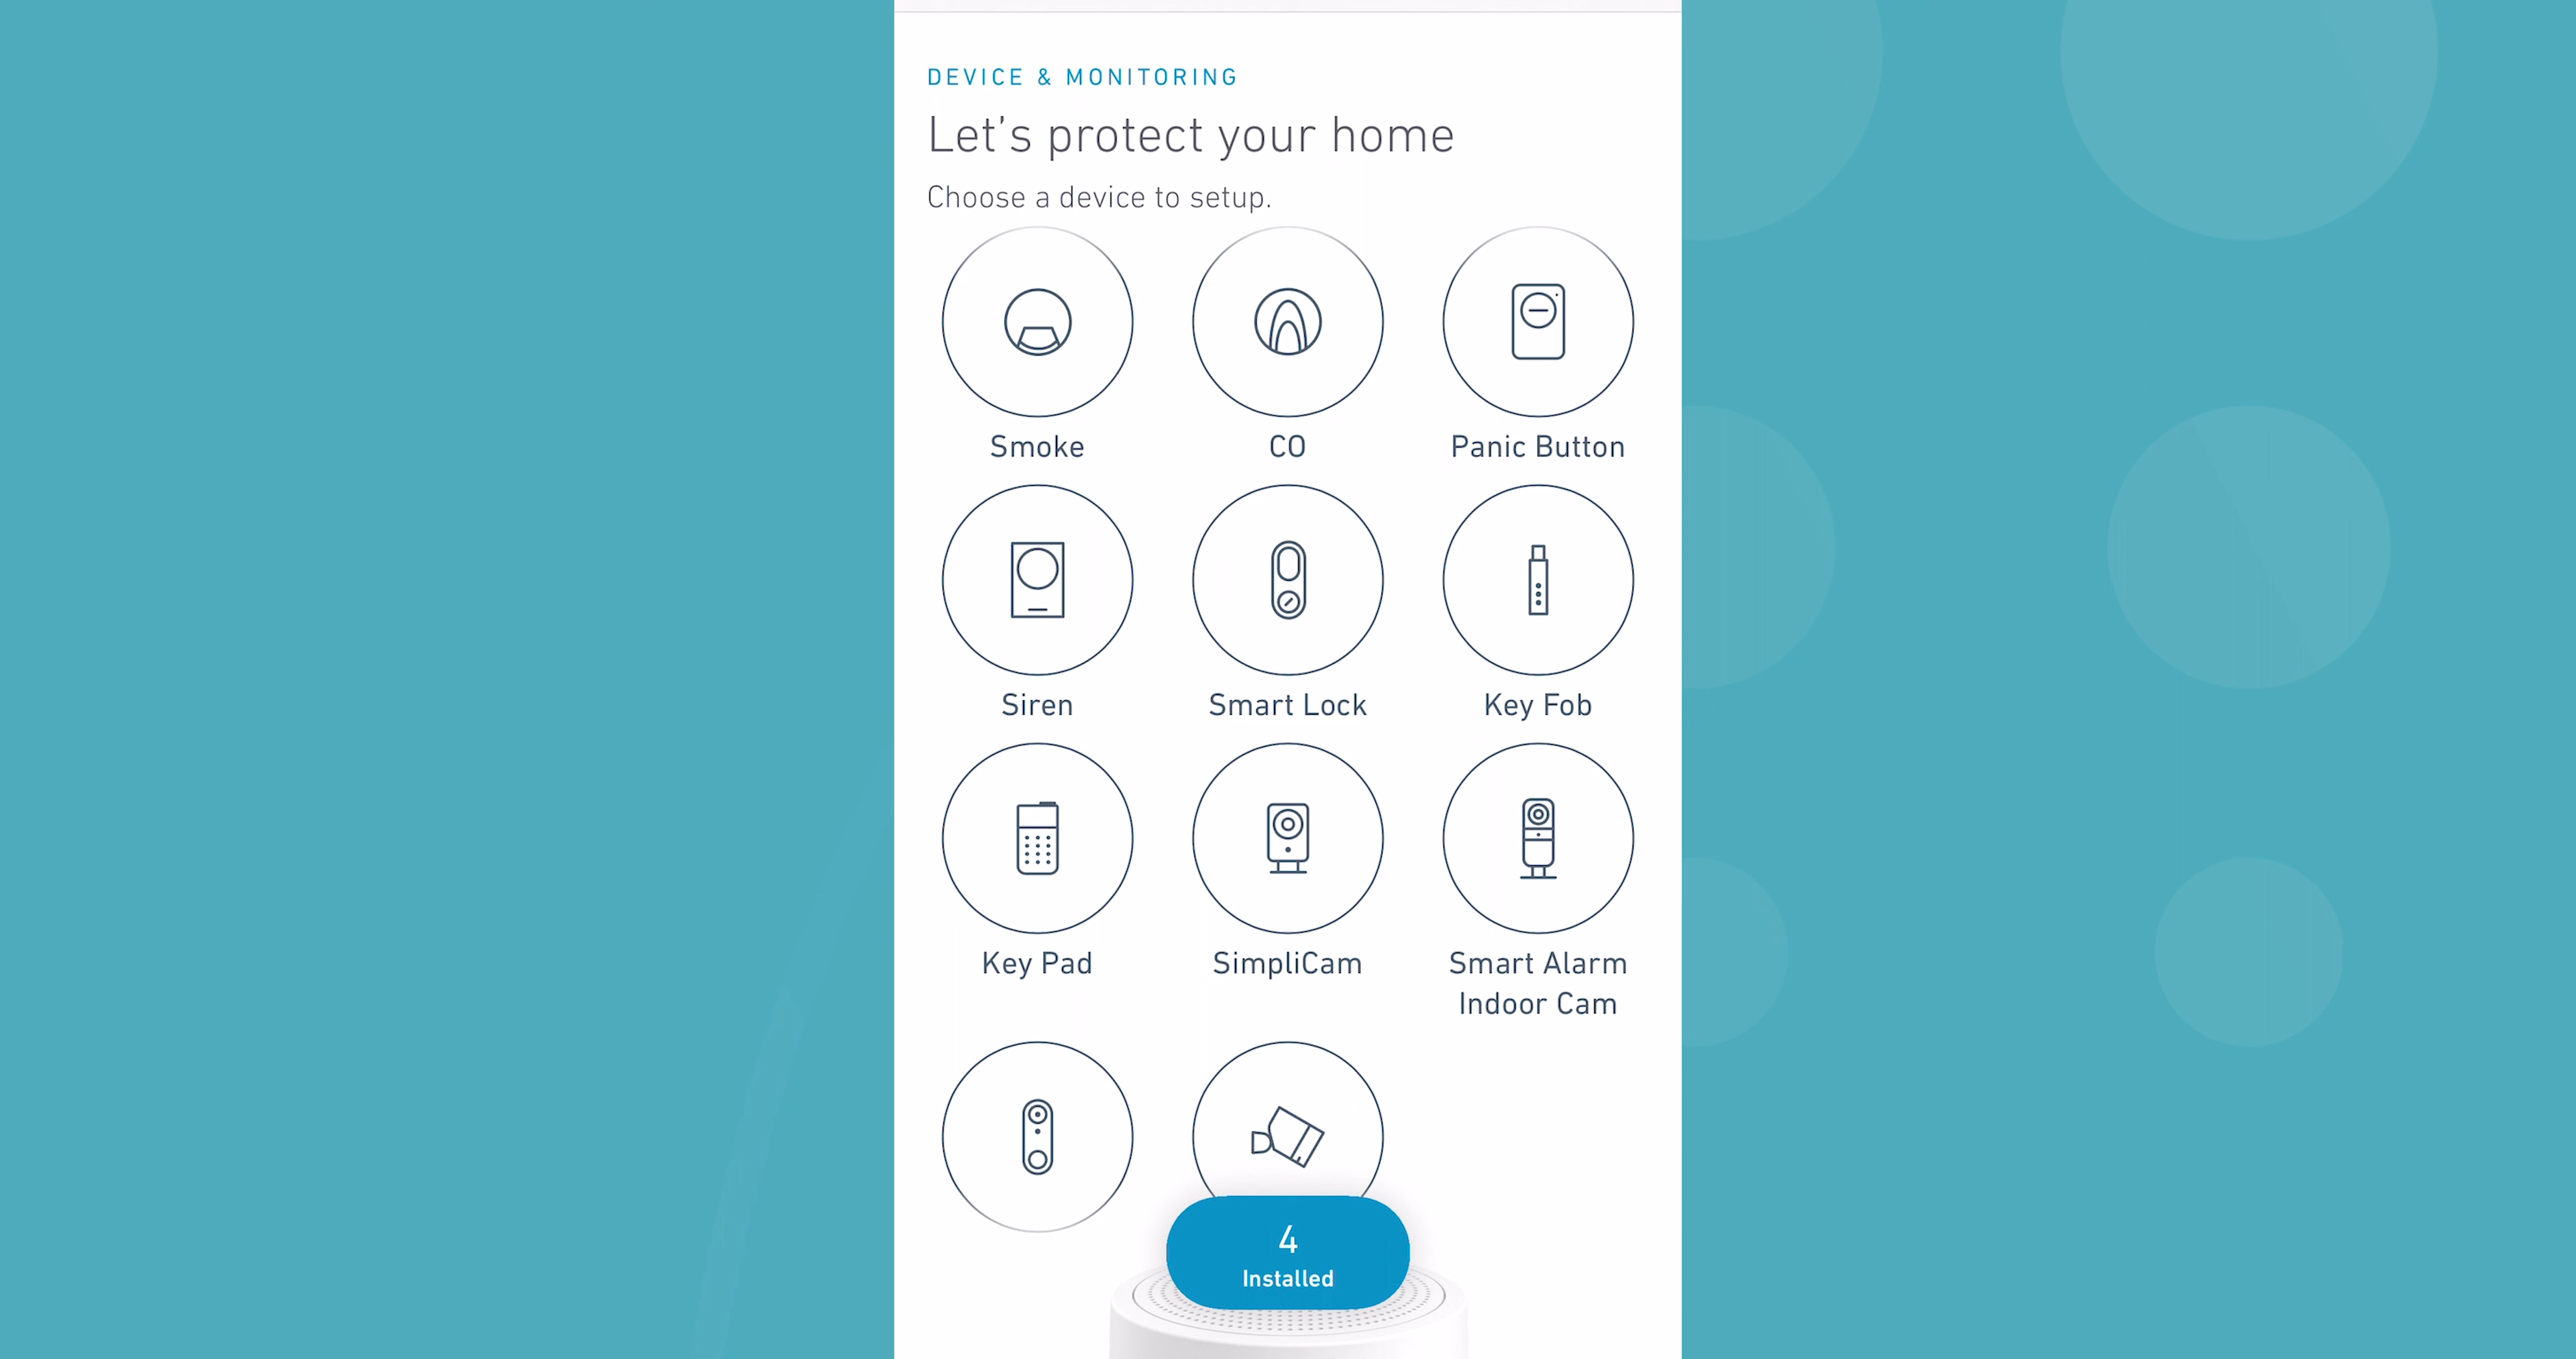 DEVICE & MONITORING
Let's protect your home
Choose a device to setup.
Smoke
CO
Panic Button
Siren
Smart Lock
Key Fob
Key Pad
SimpliCam
Smart Alarm
Indoor Cam
4
Installed